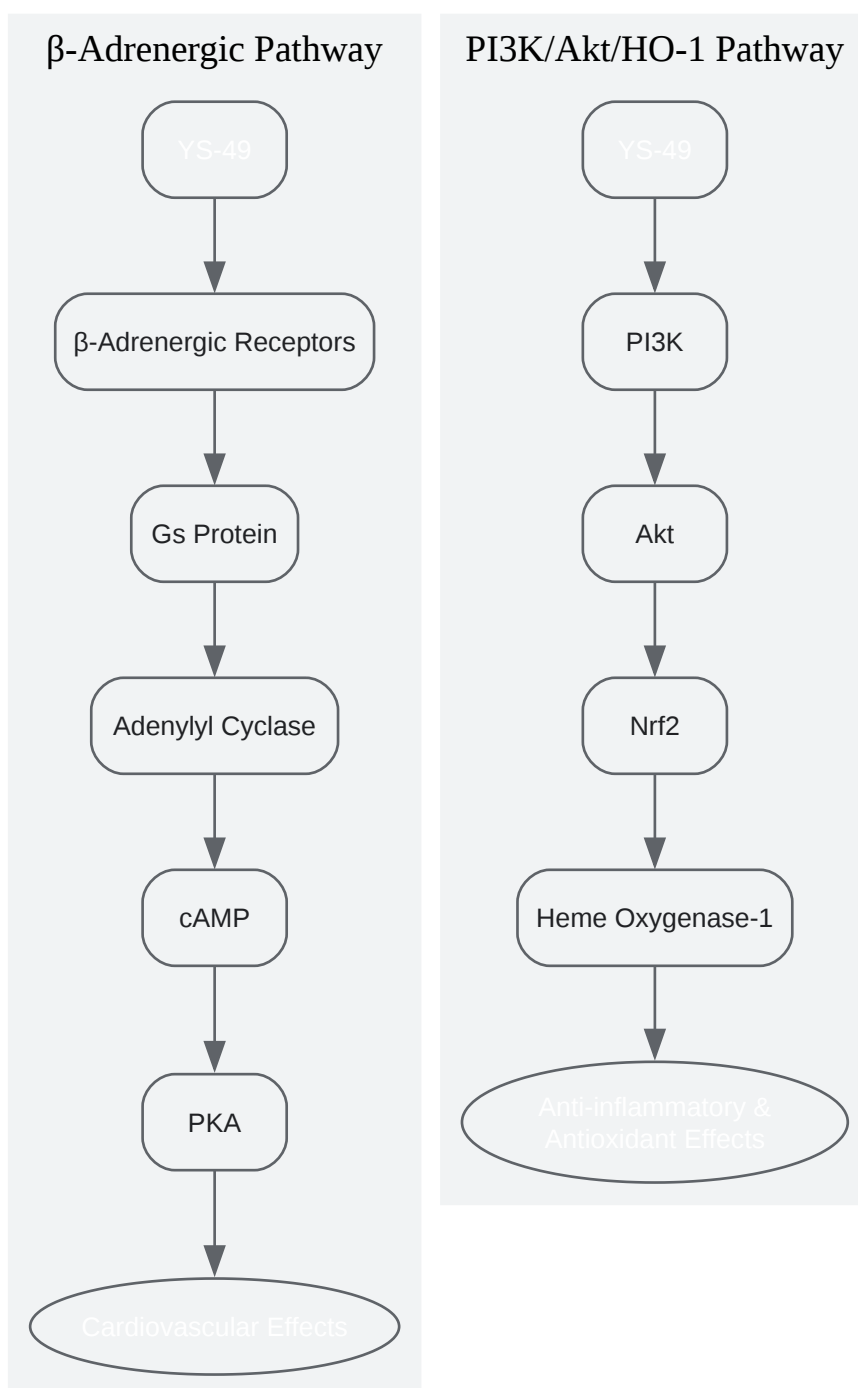 β-Adrenergic Pathway
YS-49
β-Adrenergic Receptors
Gs Protein
Adenylyl Cyclase
cAMP
PKA
Cardiovascular Effects
PI3K/Akt/HO-1 Pathway
YS-49
PI3K
Akt
Nrf2
Heme Oxygenase-1
Anti-inflammatory &
Antioxidant Effects